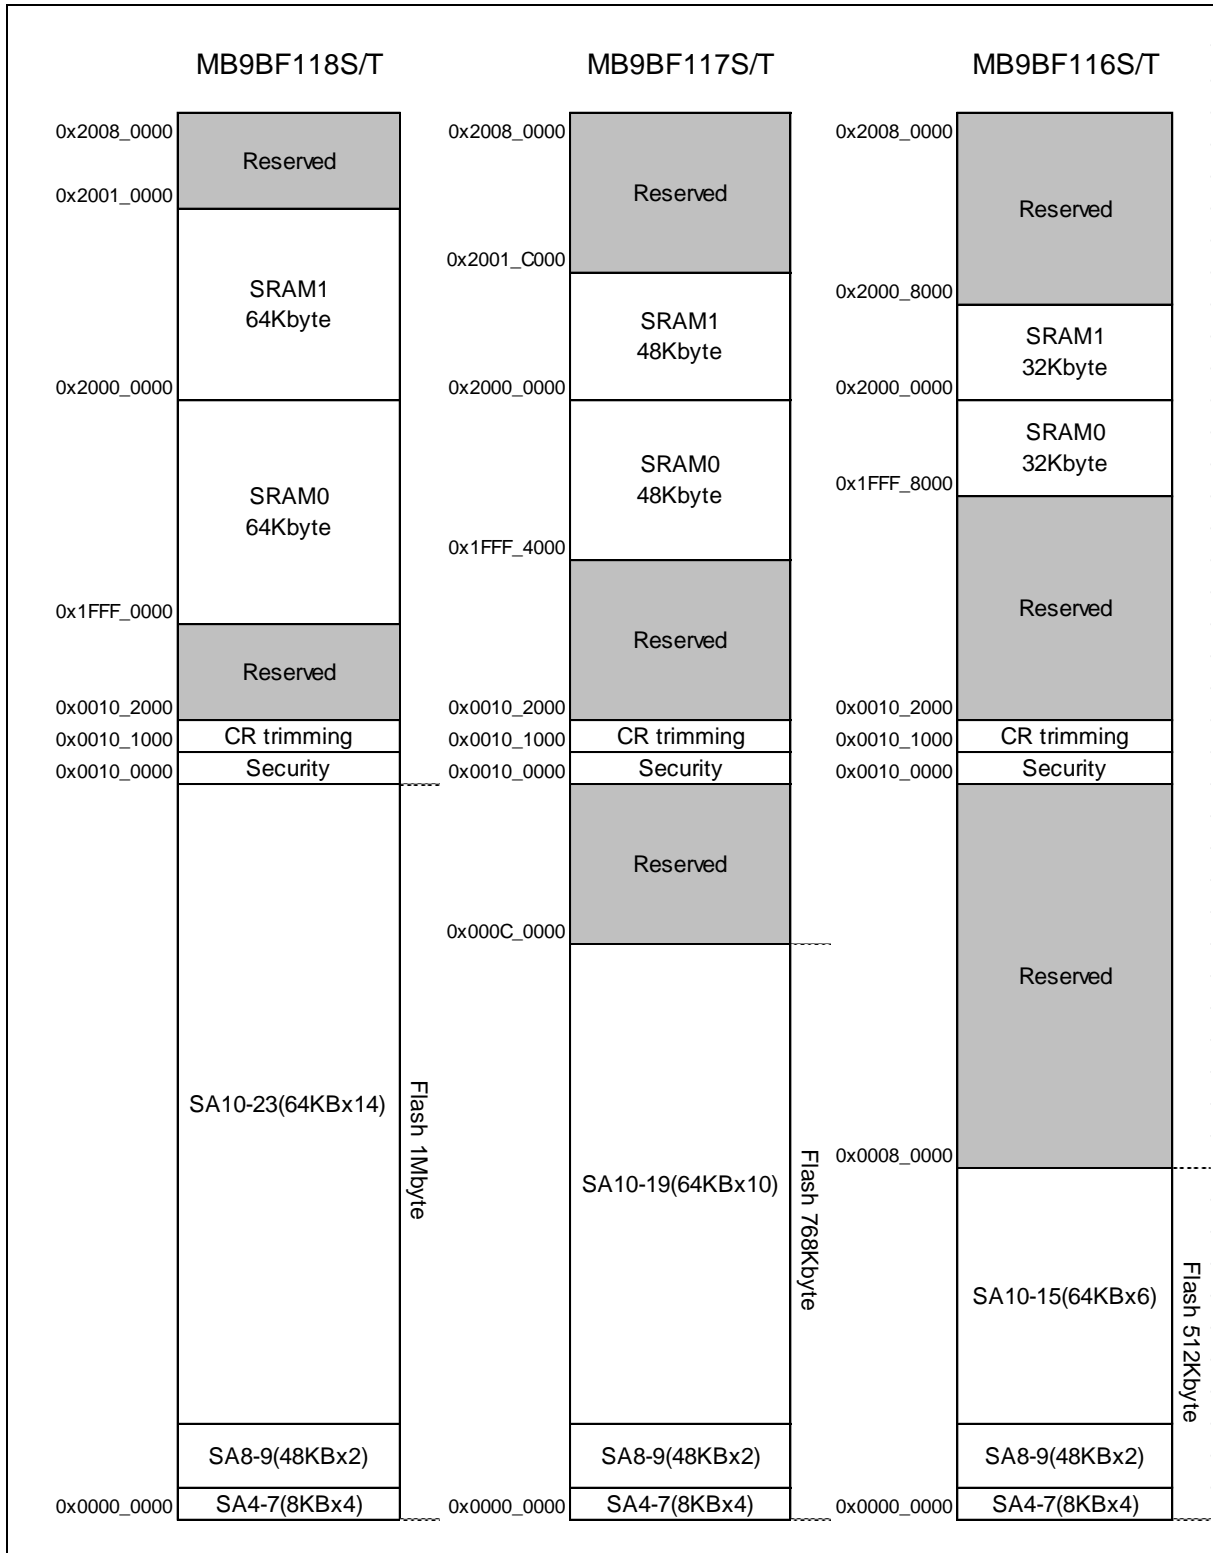 MB9BF118S/T
0x2008_0000
Reserved
0x2001_0000
SRAM1
64Kbyte
0x2000_0000
SRAM0
64Kbyte
0x1FFF_0000
Reserved
0x0010_2000
CR trimming
0x0010_1000
Security
0x0010_0000
SA10-23(64KBx14)
Flash 1Mbyte
SA8-9(48KBx2)
SA4-7(8KBx4)
0x0000_0000
MB9BF117S/T
0x2008_0000
Reserved
0x2001_C000
SRAM1
48Kbyte
0x2000_0000
SRAM0
48Kbyte
0x1FFF_4000
Reserved
0x0010_2000
CR trimming
0x0010_1000
Security
0x0010_0000
Reserved
0x000C_0000
SA10-19(64KBx10)
Flash 768Kbyte
SA8-9(48KBx2)
SA4-7(8KBx4)
0x0000_0000
MB9BF116S/T
0x2008_0000
Reserved
0x2000_8000
SRAM1
32Kbyte
0x2000_0000
SRAM0
32Kbyte
0x1FFF_8000
Reserved
0x0010_2000
CR trimming
0x0010_1000
Security
0x0010_0000
Reserved
0x0008_0000
SA10-15(64KBx6)
Flash 512Kbyte
SA8-9(48KBx2)
SA4-7(8KBx4)
0x0000_0000